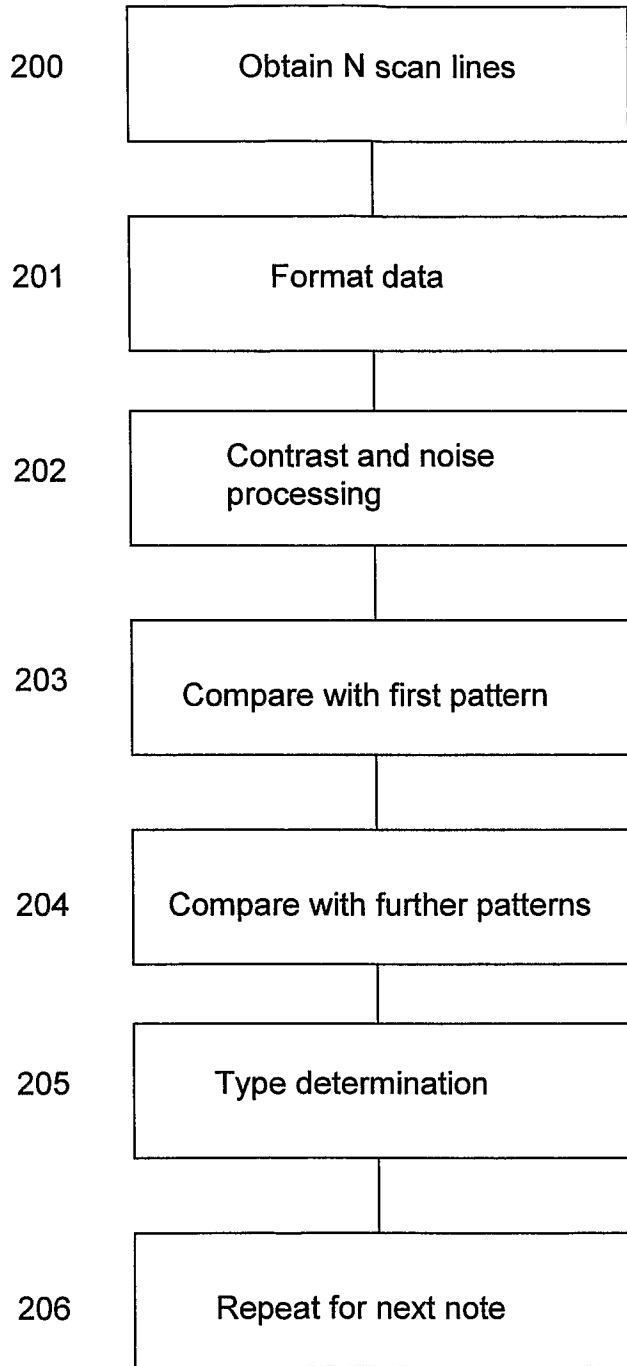 200 Obtain N scan lines
201 Format data
202 Contrast and noise
processing
203 Compare with first pattern
204 Compare with further patterns
205 Type determination
206 Repeat for next note